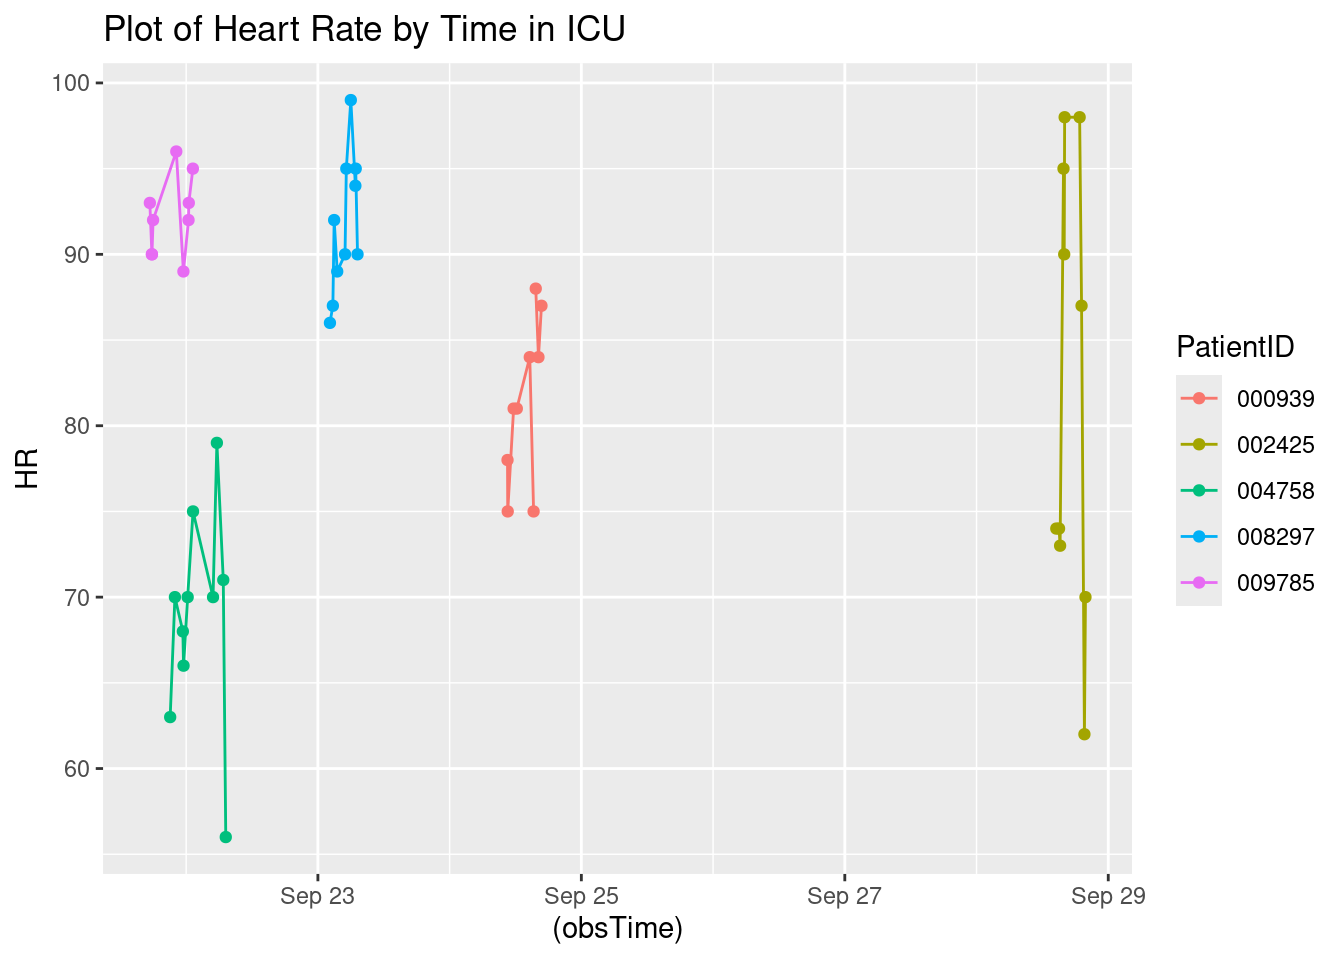 Plot of Heart Rate by Time in ICU
HR
100
90
80
70
60
Sep 23
Sep 25
Sep 27
Sep 29
(obsTime)
PatientID
000939
002425
004758
008297
009785